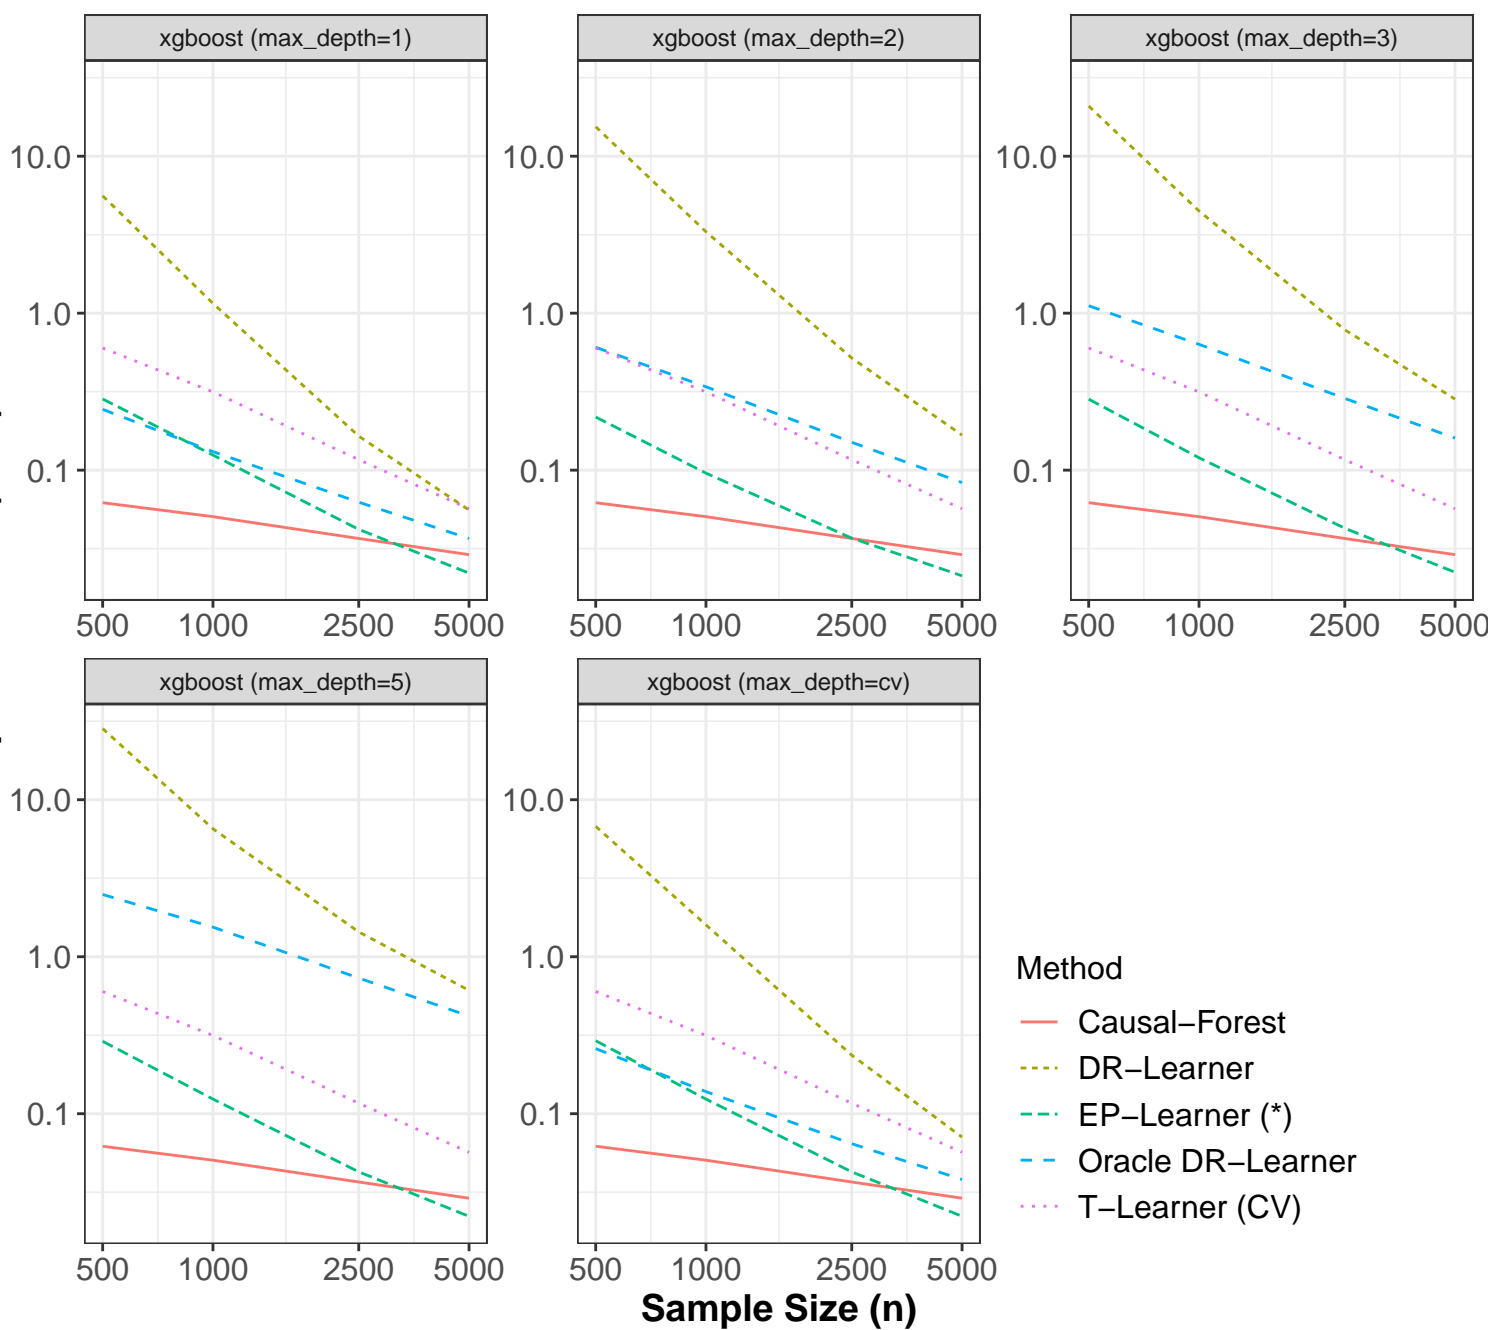 xgboost (max_depth=1)
xgboost (max_depth=2)
xgboost (max_depth=3)
10.0
1.0
0.1
10.0
1.0
0.1
10.0
1.0
0.1
500 1000 2500 5000
500 1000 2500 5000
500 1000 2500 5000
xgboost (max_depth=5)
xgboost (max_depth=cv)
10.0
1.0
0.1
10.0
1.0
0.1
500 1000 2500 5000
500 1000 2500 5000
Sample Size (n)
Method
Causal−Forest
DR−Learner
EP−Learner (*)
Oracle DR−Learner
T−Learner (CV)